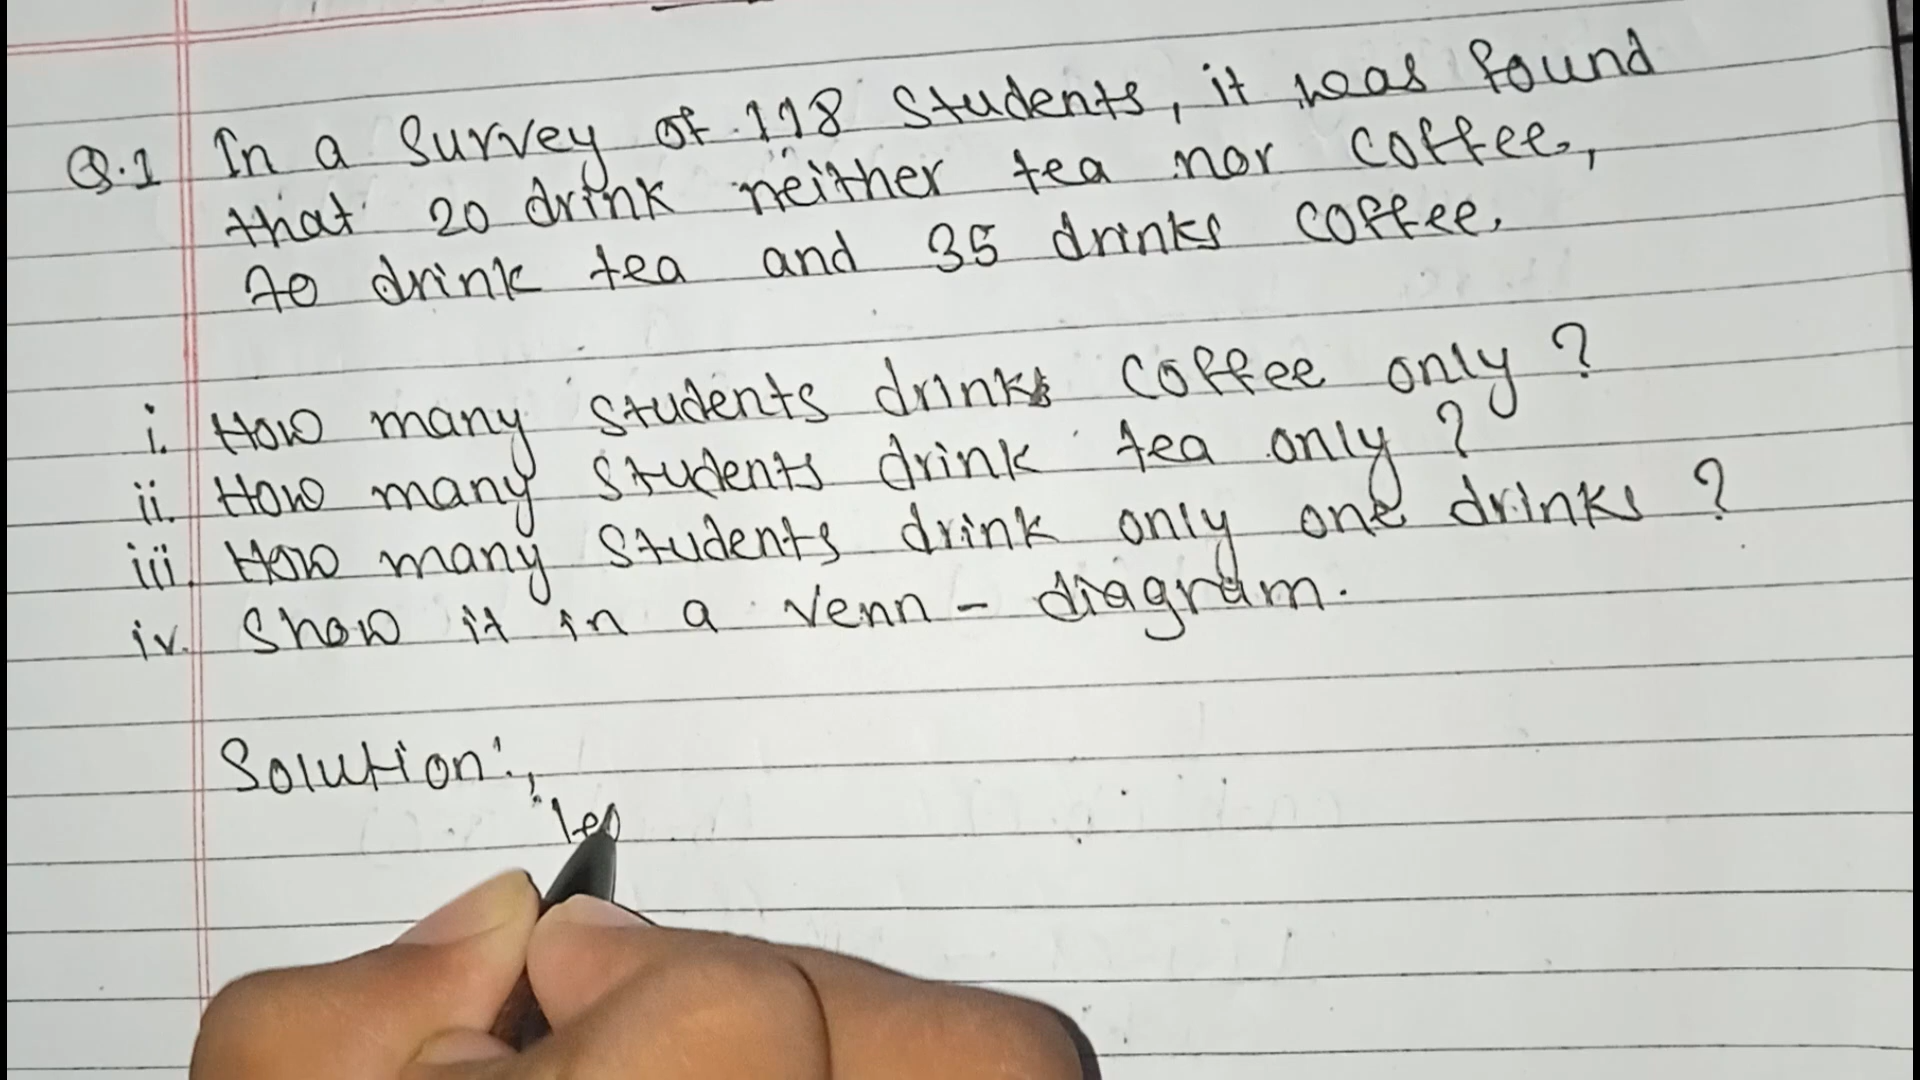 Q.1 In a Survey of 118 Students, it was found
that 20 drink neither tea nor coffee,
70 drink tea and 35 drinks coffee.
i. How many students drinks coffee only ?
ii. How many students drink tea only ?
iii. How many students drink only one drinks ?
iv. Show it in a venn - diagram.
Solution:,